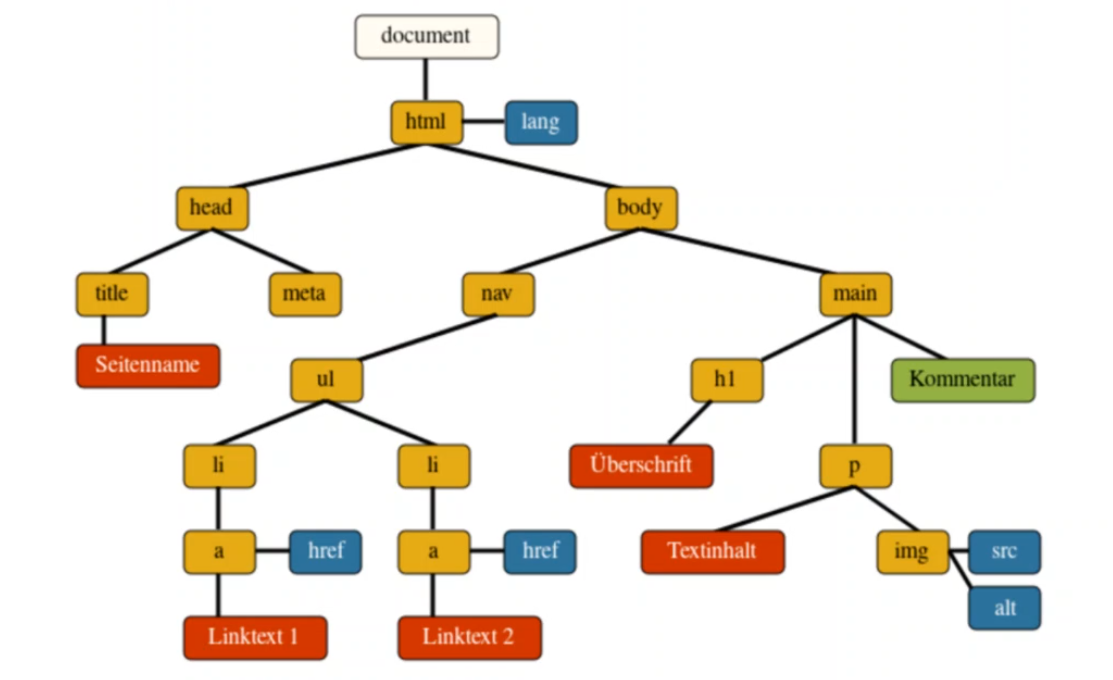 document
html
lang
head
body
title
meta
nav
main
Seitenname
ul
h1
Kommentar
li
li
Überschrift
p
a
href
a
href
Textinhalt
img
src
alt
Linktext 1
Linktext 2